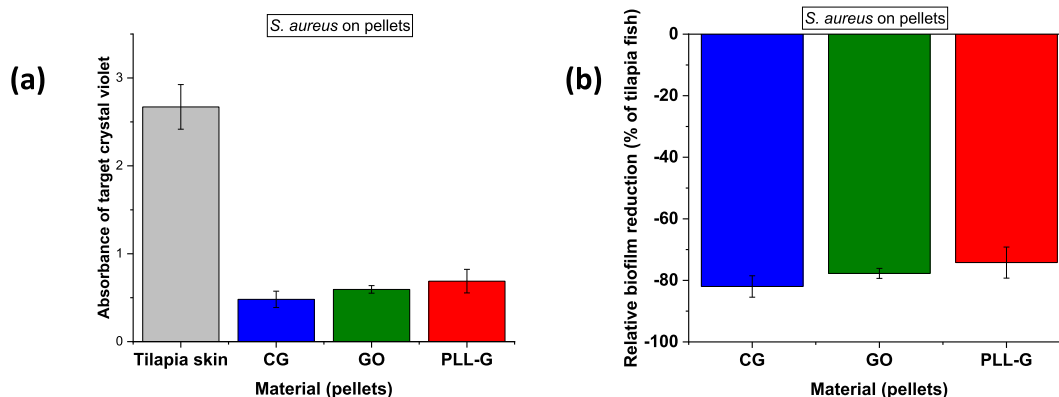 S. aureus on pellets
(a)
Absorbance of target crystal violet
3
2
1
0
Tilapia skin CG GO PLL-G
Material (pellets)
S. aureus on pellets
(b)
Relative biofilm reduction (% of tilapia fish)
0
-20
-40
-60
-80
-100
CG GO PLL-G
Material (pellets)